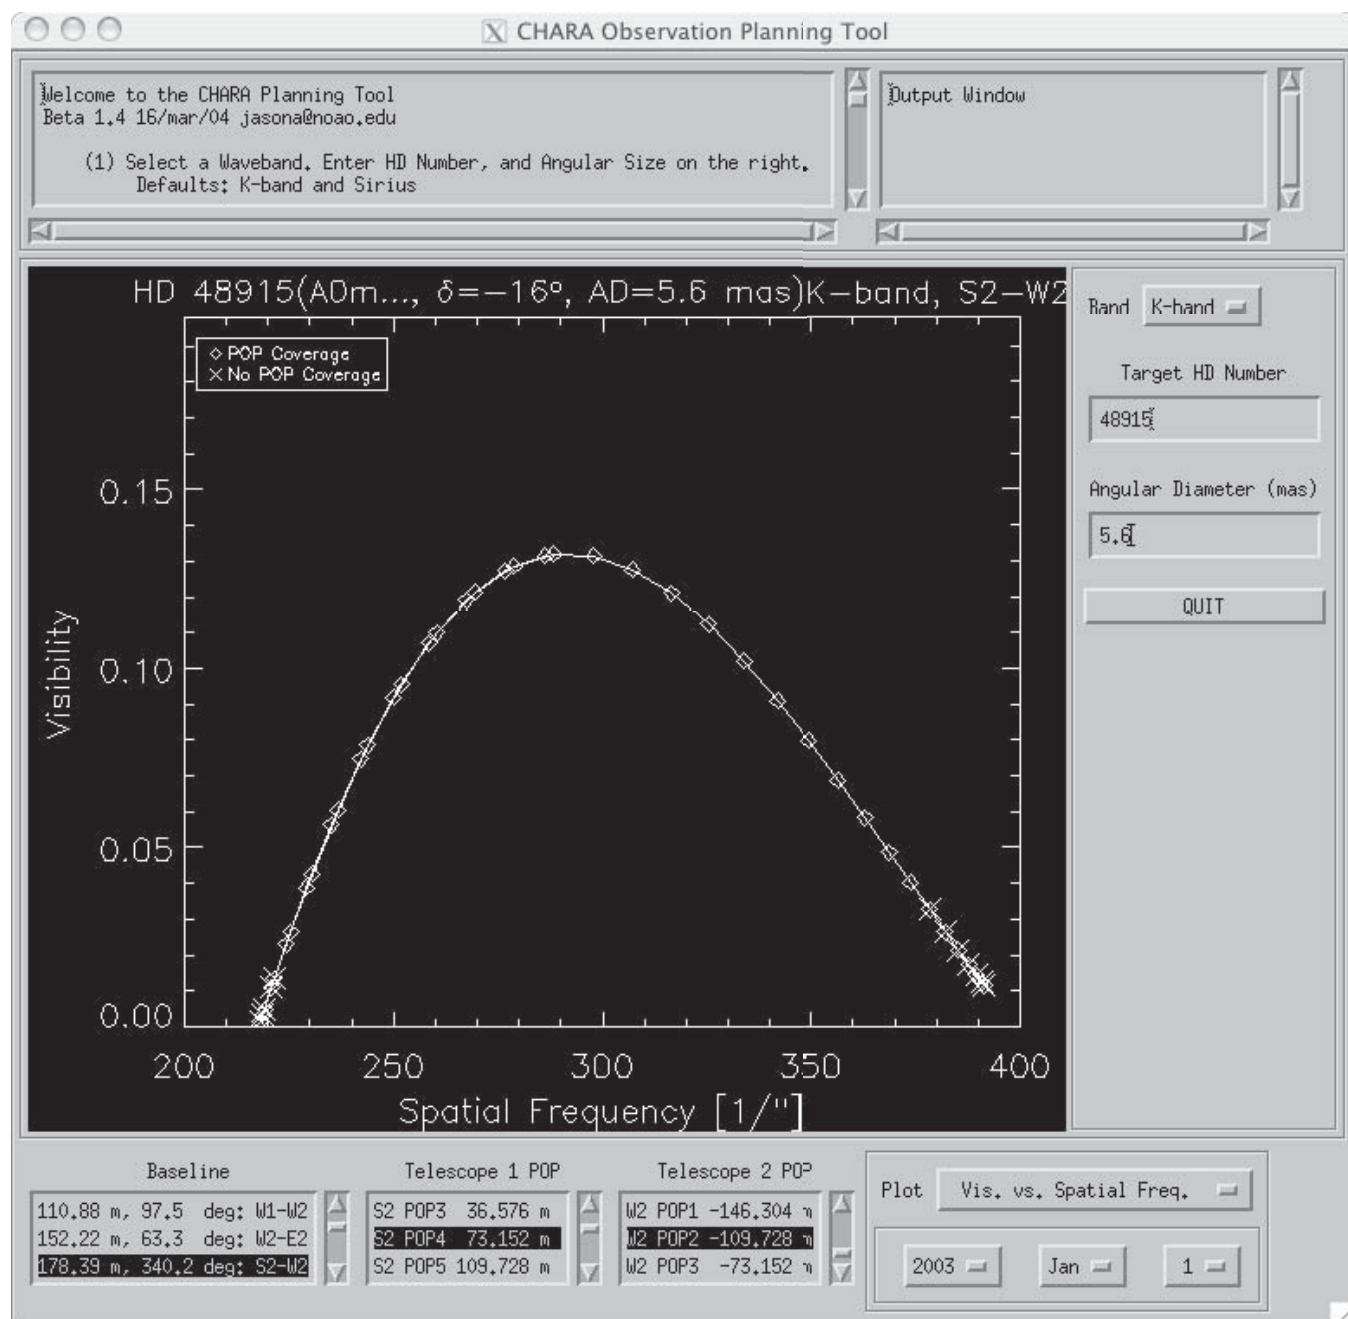 CHARA Observation Planning Tool
Welcome to the CHARA Planning Tool
Beta 1.4 16/mar/04 jasona@noao.edu
(1) Select a Waveband. Enter HD Number, and Angular Size on the right.
Defaults: K-band and Sirius
Output Window
HD 48915(A0m..., δ=−16º, AD=5.6 mas)K−band, S2−W2
POP Coverage
No POP Coverage
0.15
0.10
0.05
0.00
Visibility
200 250 300 350 400
Spatial Frequency [1/"]
Band K-band
Target HD Number
48915
Angular Diameter (mas)
5.6
QUIT
Baseline
110.88 m, 97.5 deg: W1-W2
152.22 m, 63.3 deg: W2-E2
178.39 m, 340.2 deg: S2-W2
Telescope 1 POP
S2 POP3 36.576 m
S2 POP4 73.152 m
S2 POP5 109.728 m
Telescope 2 POP
W2 POP1 -146.304 m
W2 POP2 -109.728 m
W2 POP3 -73.152 m
Plot Vis. vs. Spatial Freq.
2003 Jan 1